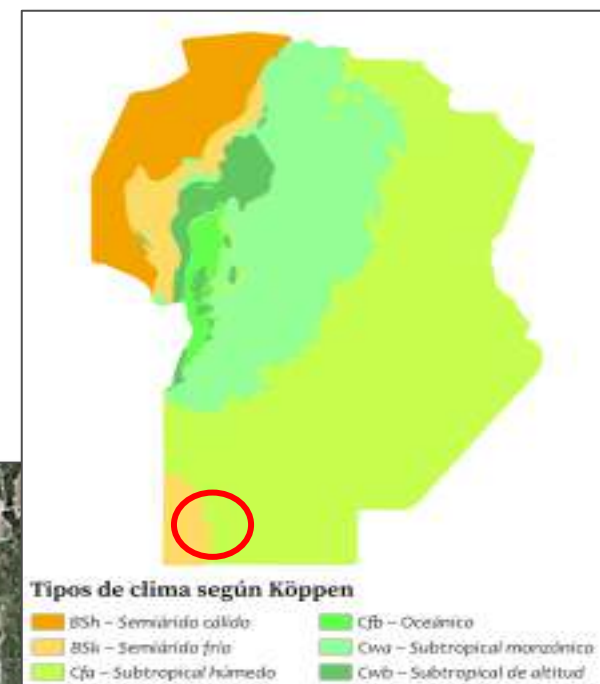 Tipos de clima según Köppen
BSh – Semiárido cálido
BSk – Semiárido frío
Cfa – Subtropical húmedo
Cfb – Oceánico
Cwa – Subtropical monzónico
Cwb – Subtropical de altitud